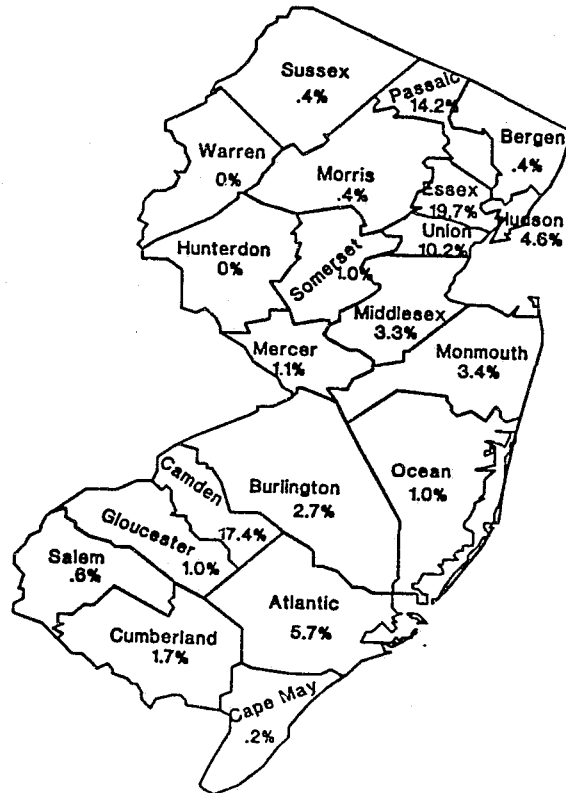 Sussex
.4%
Passaic
14.2%
Bergen
.4%
Warren
0%
Morris
.4%
Essex
19.7%
Hudson
4.6%
Union
10.2%
Hunterdon
0%
Somerset
1.0%
Middlesex
3.3%
Mercer
1.1%
Monmouth
3.4%
Ocean
1.0%
Burlington
2.7%
Camden
17.4%
Gloucester
1.0%
Salem
.6%
Atlantic
5.7%
Cumberland
1.7%
Cape May
.2%